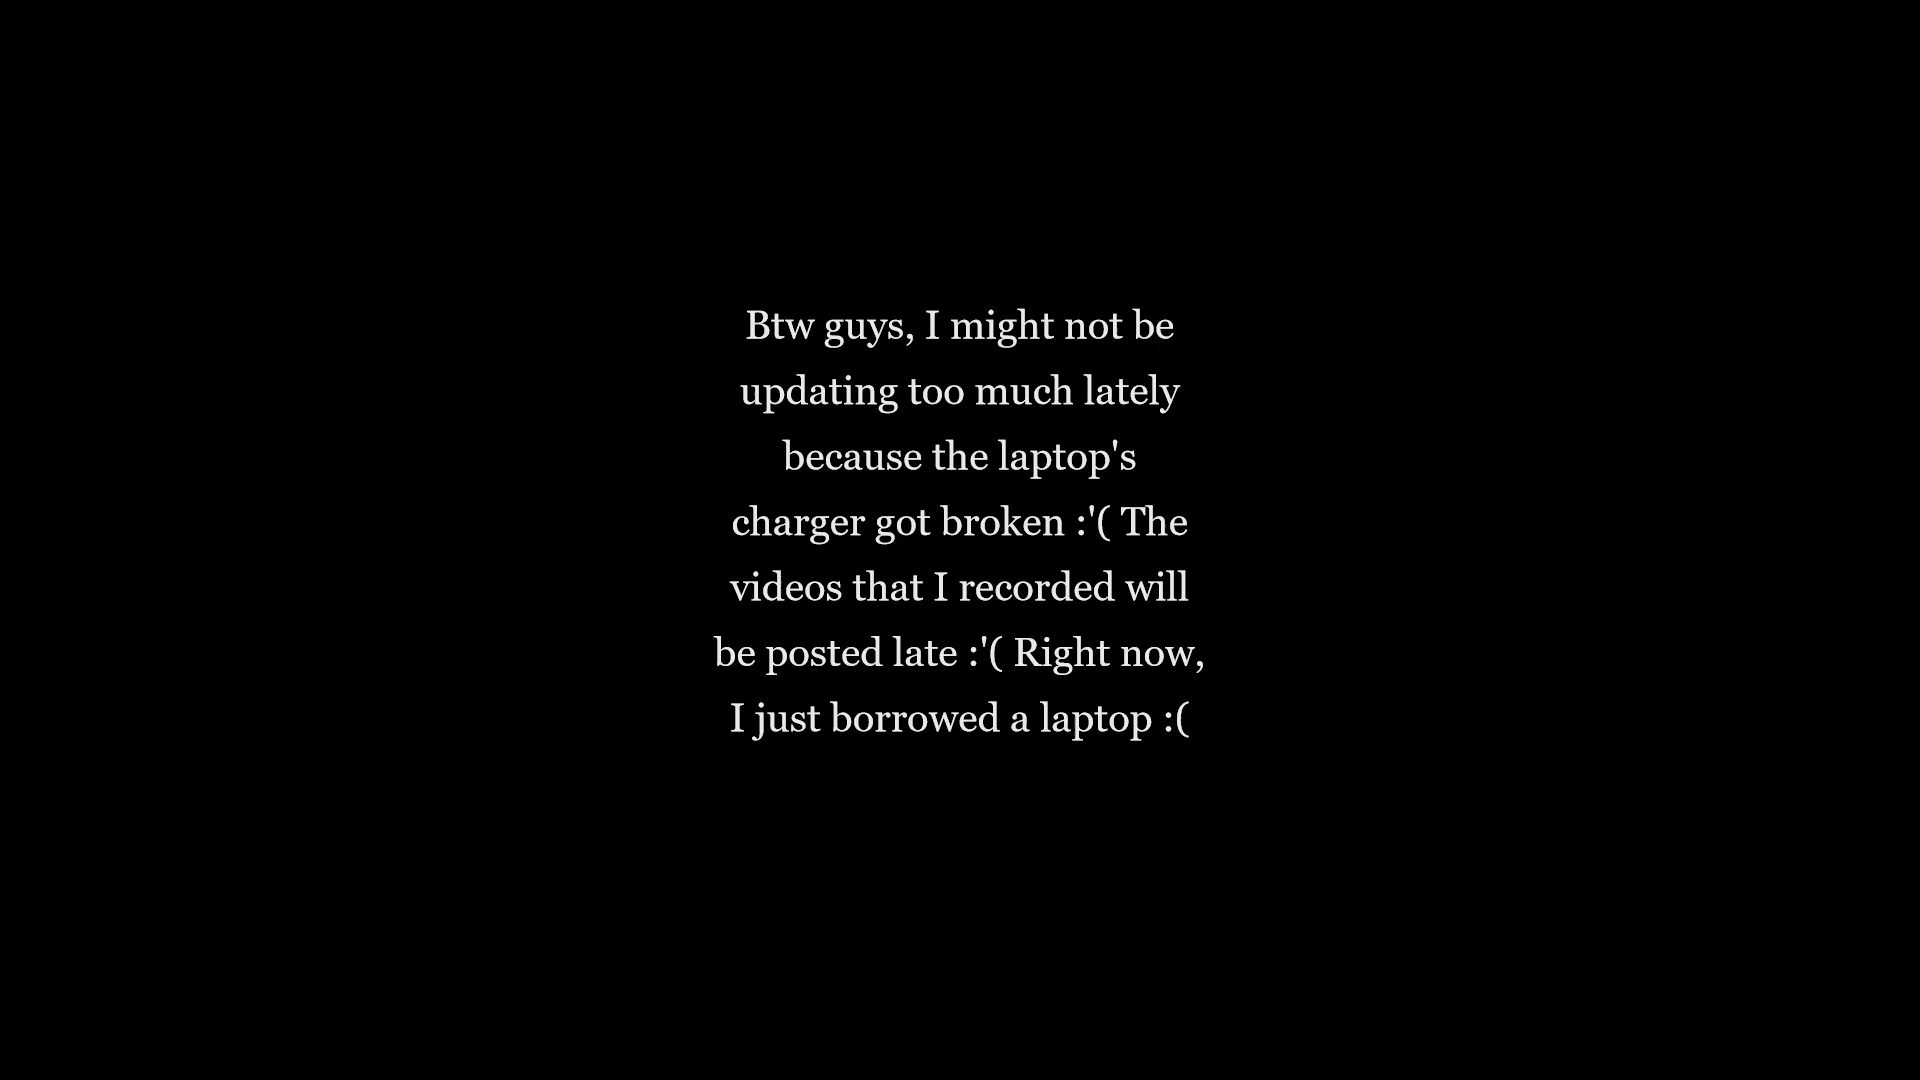 Btw guys, I might not be
updating too much lately
because the laptop's
charger got broken :'( The
videos that I recorded will
be posted late :'( Right now,
I just borrowed a laptop :(